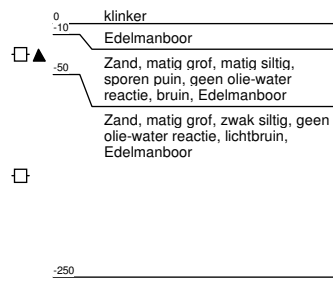 0 klinker
-10
Edelmanboor
-50
Zand, matig grof, matig siltig,
sporen puin, geen olie-water
reactie, bruin, Edelmanboor
Zand, matig grof, zwak siltig, geen
olie-water reactie, lichtbruin,
Edelmanboor
-250